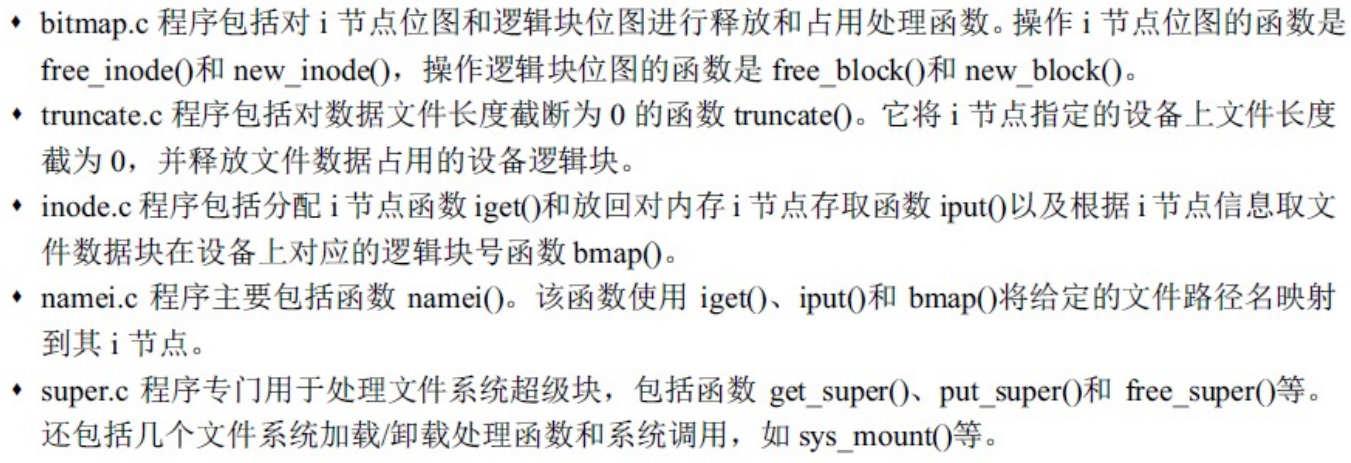 ♦ bitmap.c 程序包括对 i 节点位图和逻辑块位图进行释放和占用处理函数。操作 i 节点位图的函数是
free_inode()和 new_inode()，操作逻辑块位图的函数是 free_block()和 new_block()。
♦ truncate.c 程序包括对数据文件长度截断为 0 的函数 truncate()。它将 i 节点指定的设备上文件长度
截为 0，并释放文件数据占用的设备逻辑块。
♦ inode.c 程序包括分配 i 节点函数 iget()和放回对内存 i 节点存取函数 iput()以及根据 i 节点信息取文
件数据块在设备上对应的逻辑块号函数 bmap()。
♦ namei.c 程序主要包括函数 namei()。该函数使用 iget()、iput()和 bmap()将给定的文件路径名映射
到其 i 节点。
♦ super.c 程序专门用于处理文件系统超级块，包括函数 get_super()、put_super()和 free_super()等。
还包括几个文件系统加载/卸载处理函数和系统调用，如 sys_mount()等。